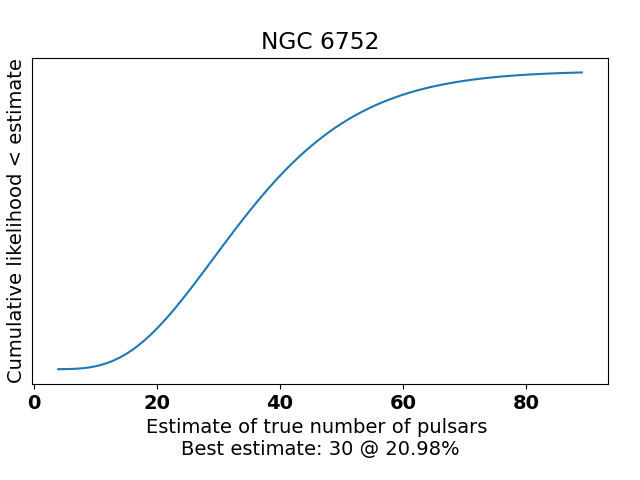 NGC 6752
Cumulative likelihood < estimate
0 20 40 60 80
Estimate of true number of pulsars
Best estimate: 30 @ 20.98%